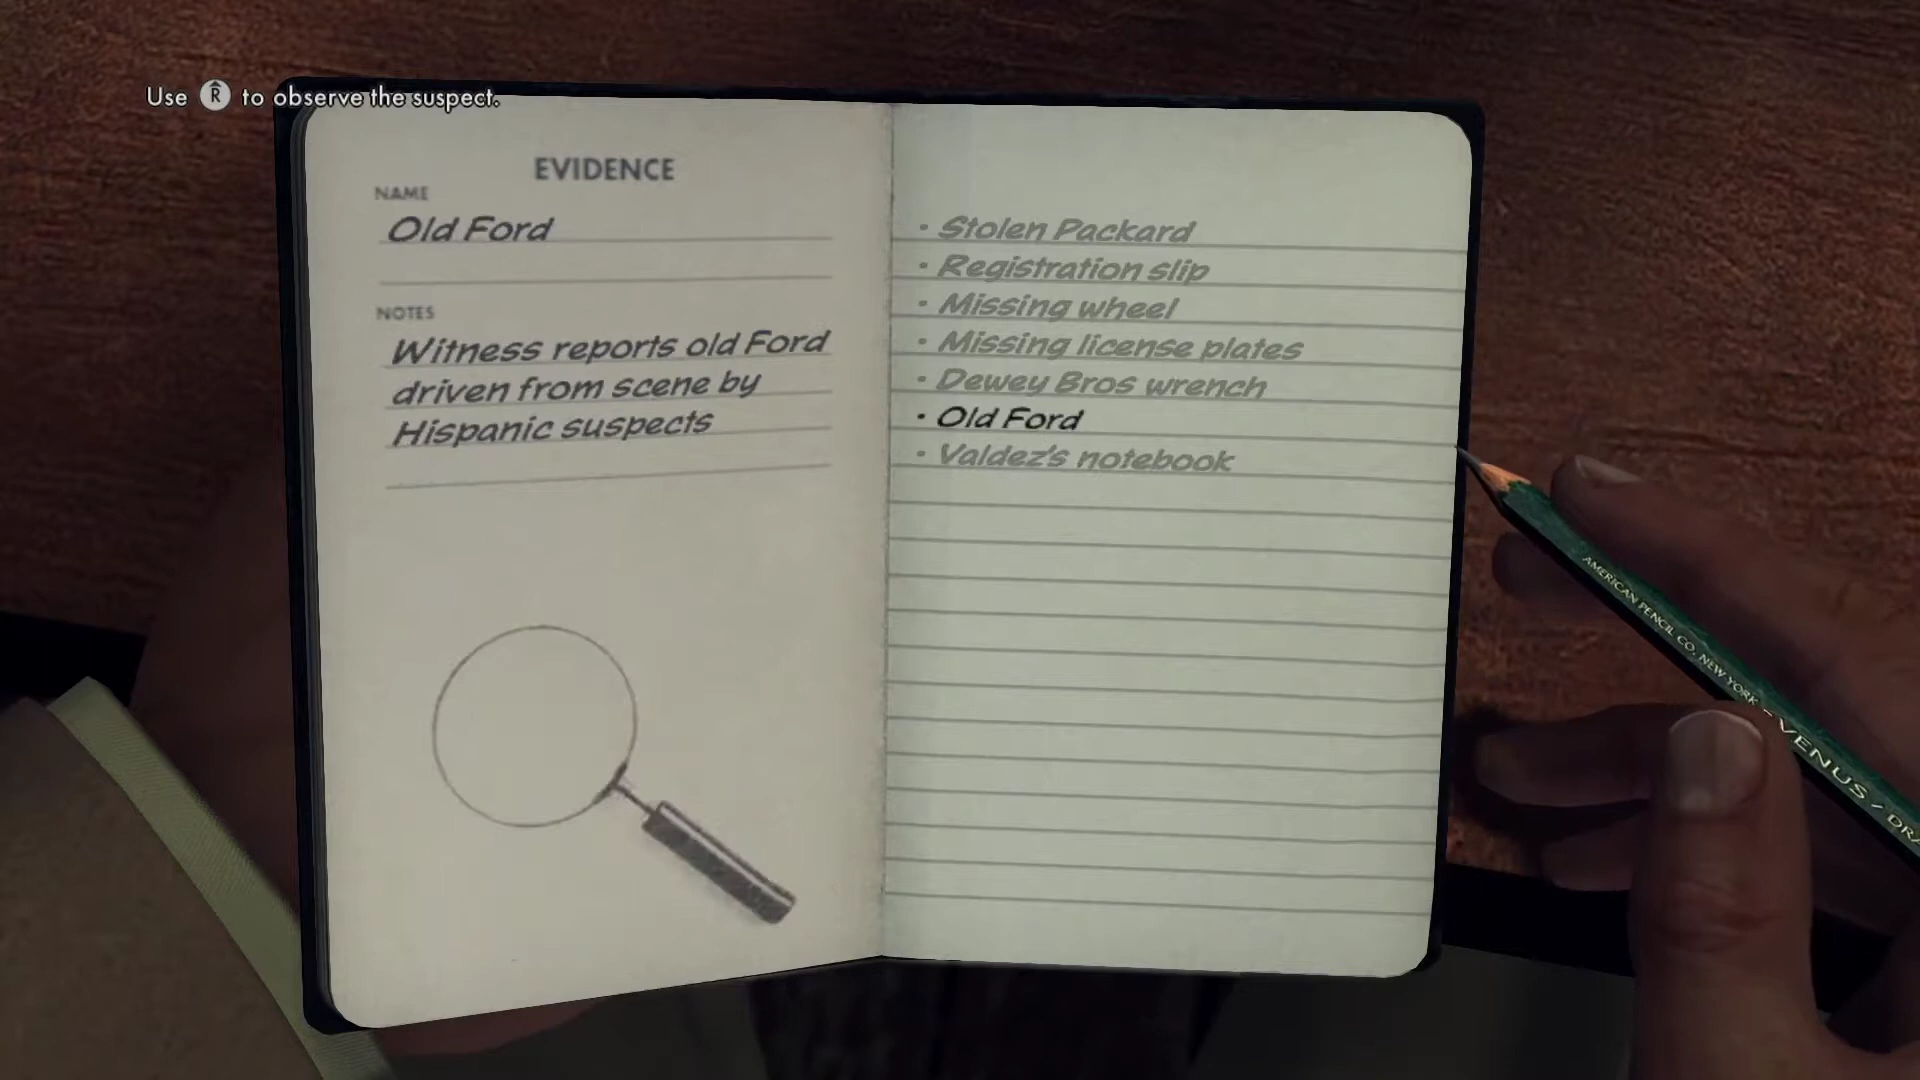 Use R to observe the suspect.
EVIDENCE
NAME
Old Ford
NOTES
Witness reports old Ford
driven from scene by
Hispanic suspects
• Stolen Packard
• Registration slip
• Missing wheel
• Missing license plates
• Dewey Bros wrench
• Old Ford
• Valdez's notebook
AMERICAN PENCIL CO. NEW YORK - VENUS / DRA